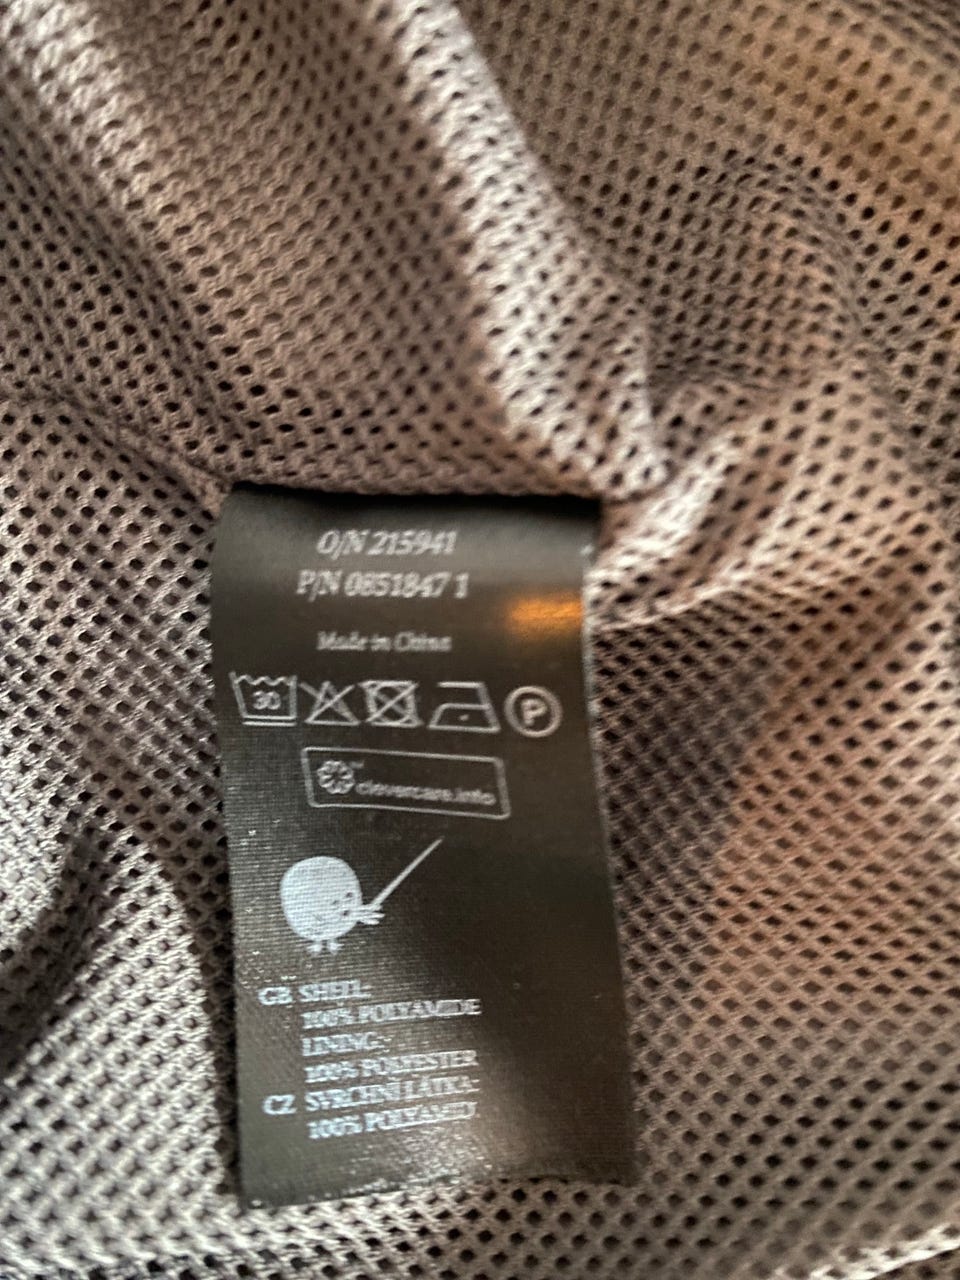 O/N 215941
P/N 0851847 1
Made in China
30
P
clevercare.info
GB SHELL:
100% POLYAMIDE
LINING:
100% POLYESTER
CZ SVRCHNÍ LÁTKA:
100% POLYAMID